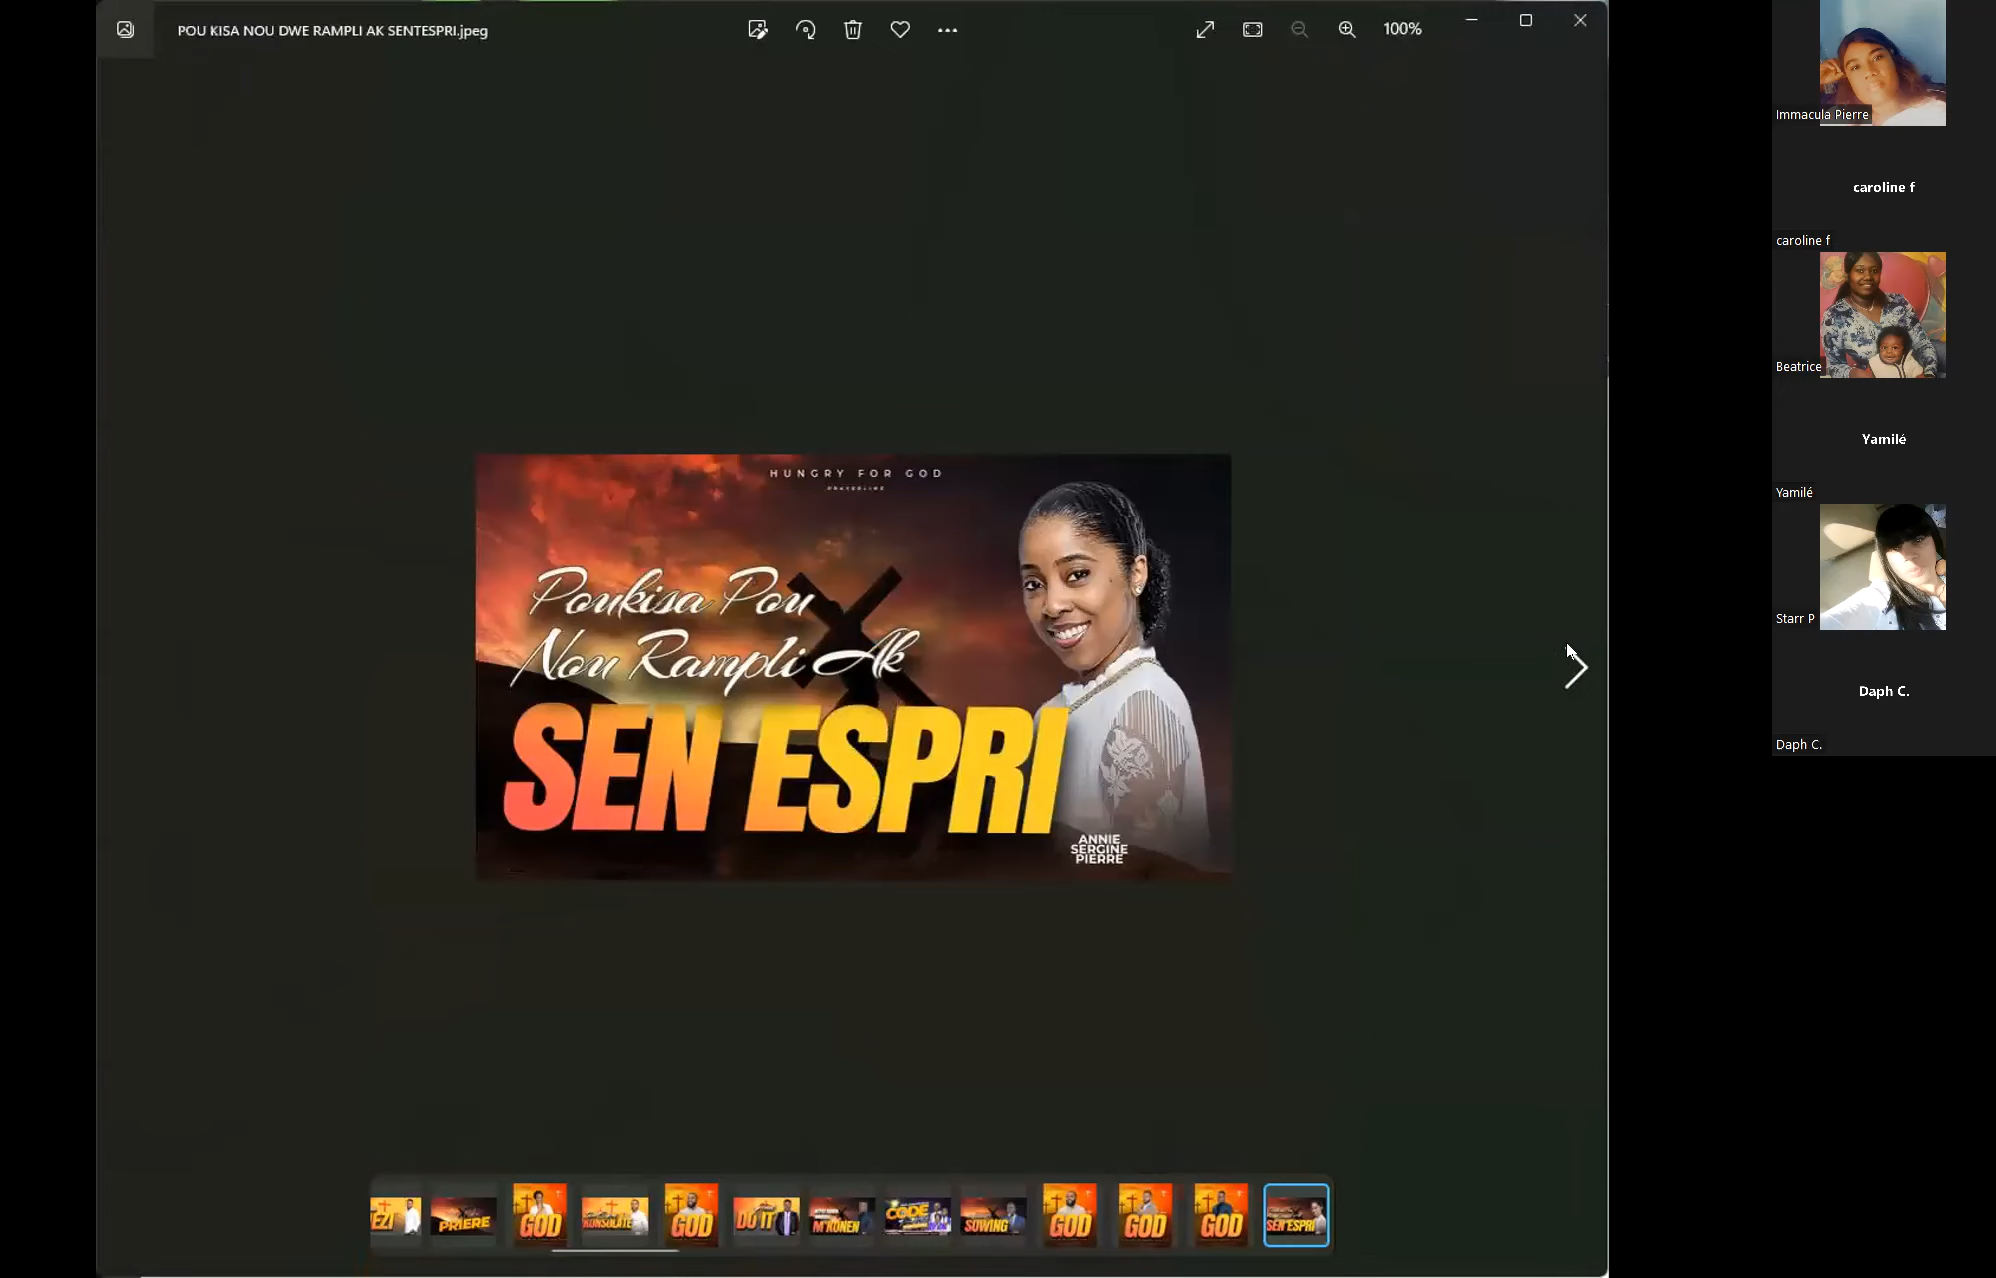 POU KISA NOU DWE RAMPLI AK SENTESPRI.jpeg
100%
HUNGRY FOR GOD
PRAYERLINE
Poukisa Pou
Nou Rampli Ak
SEN ESPRI
ANNIE
SERGINE
PIERRE
EZI
PRIERE
GOD
KONSOLATE
GOD
DO IT
M'KONEN
CODE
SOWING
GOD
GOD
GOD
SEN ESPRI
Immacula Pierre
caroline f
caroline f
Beatrice
Yamilé
Yamilé
Starr P
Daph C.
Daph C.